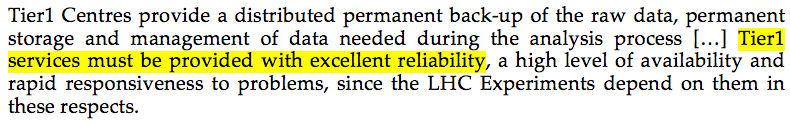 Tier1 Centres provide a distributed permanent back-up of the raw data, permanent
storage and management of data needed during the analysis process [...] Tier1
services must be provided with excellent reliability, a high level of availability and
rapid responsiveness to problems, since the LHC Experiments depend on them in
these respects.